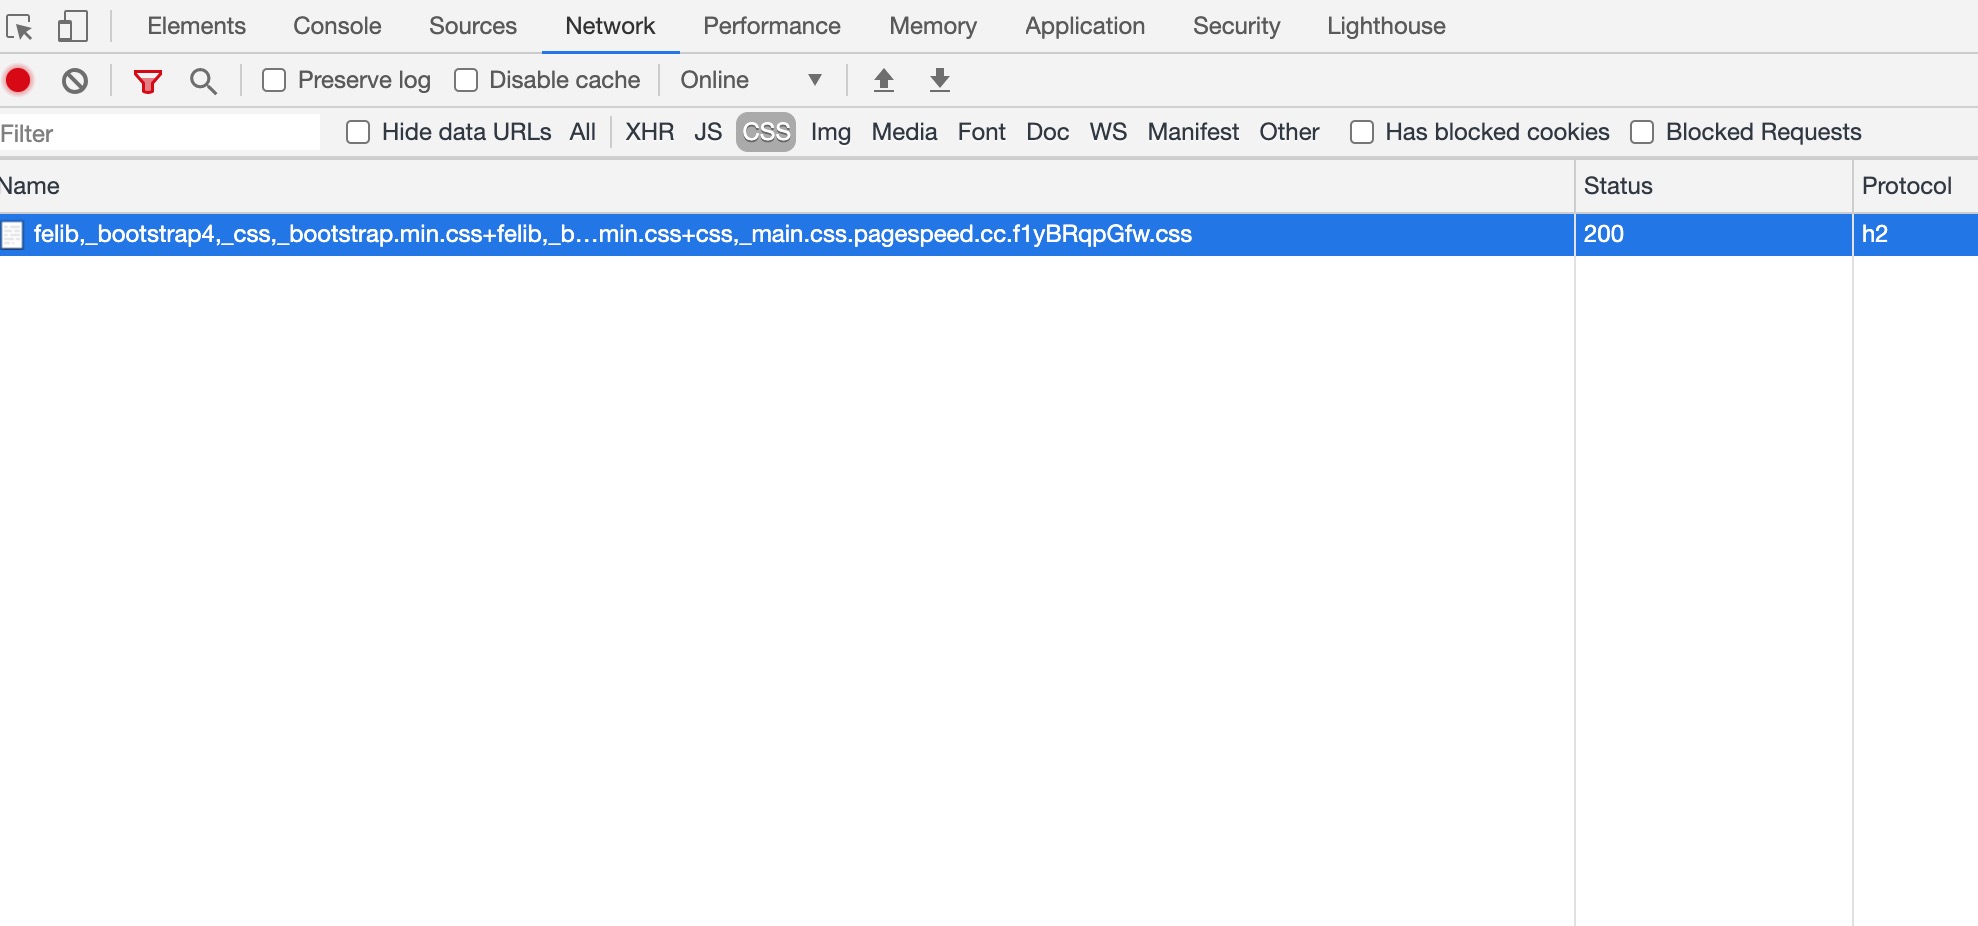 Elements Console Sources Network Performance Memory Application Security Lighthouse
Preserve log Disable cache Online
Filter Hide data URLs All XHR JS CSS Img Media Font Doc WS Manifest Other Has blocked cookies Blocked Requests
Name Status Protocol
felib,_bootstrap4,_css,_bootstrap.min.css+felib,_b…min.css+css,_main.css.pagespeed.cc.f1yBRqpGfw.css 200 h2